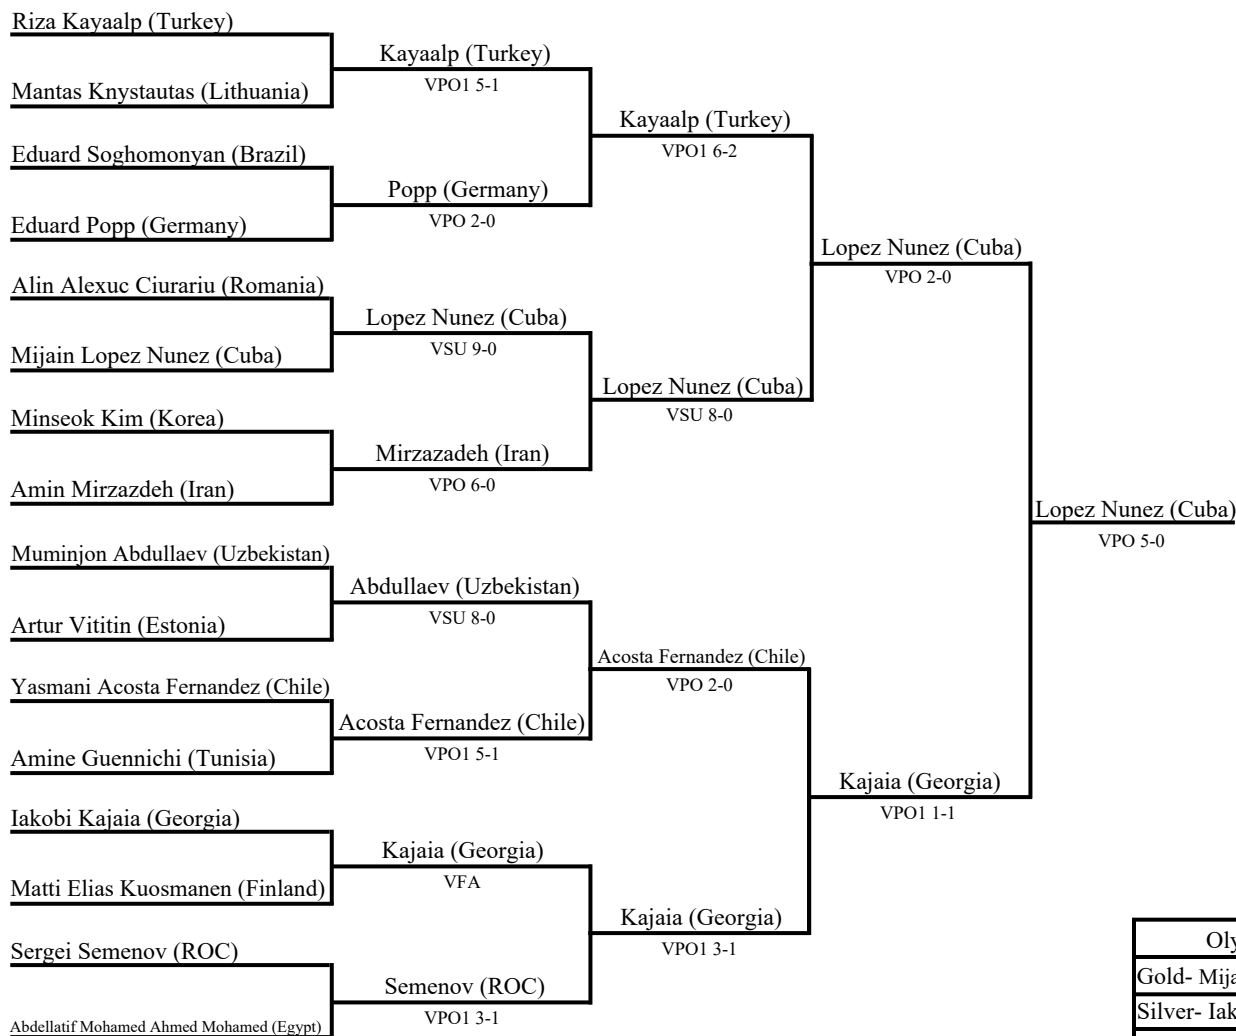 Riza Kayaalp (Turkey)
Mantas Knystautas (Lithuania)
Eduard Soghomonyan (Brazil)
Eduard Popp (Germany)
Alin Alexuc Ciurariu (Romania)
Mijain Lopez Nunez (Cuba)
Minseok Kim (Korea)
Amin Mirzazdeh (Iran)
Muminjon Abdullaev (Uzbekistan)
Artur Vititin (Estonia)
Yasmani Acosta Fernandez (Chile)
Amine Guennichi (Tunisia)
Iakobi Kajaia (Georgia)
Matti Elias Kuosmanen (Finland)
Sergei Semenov (ROC)
Abdellatif Mohamed Ahmed Mohamed (Egypt)
Kayaalp (Turkey)
VPO1 5-1
Popp (Germany)
VPO 2-0
Lopez Nunez (Cuba)
VSU 9-0
Mirzazadeh (Iran)
VPO 6-0
Abdullaev (Uzbekistan)
VSU 8-0
Acosta Fernandez (Chile)
VPO1 5-1
Kajaia (Georgia)
VFA
Semenov (ROC)
VPO1 3-1
Kayaalp (Turkey)
VPO1 6-2
Lopez Nunez (Cuba)
VSU 8-0
Acosta Fernandez (Chile)
VPO 2-0
Kajaia (Georgia)
VPO1 3-1
Lopez Nunez (Cuba)
VPO 2-0
Kajaia (Georgia)
VPO1 1-1
Lopez Nunez (Cuba)
VPO 5-0
Oly
Gold- Mija
Silver- Iak